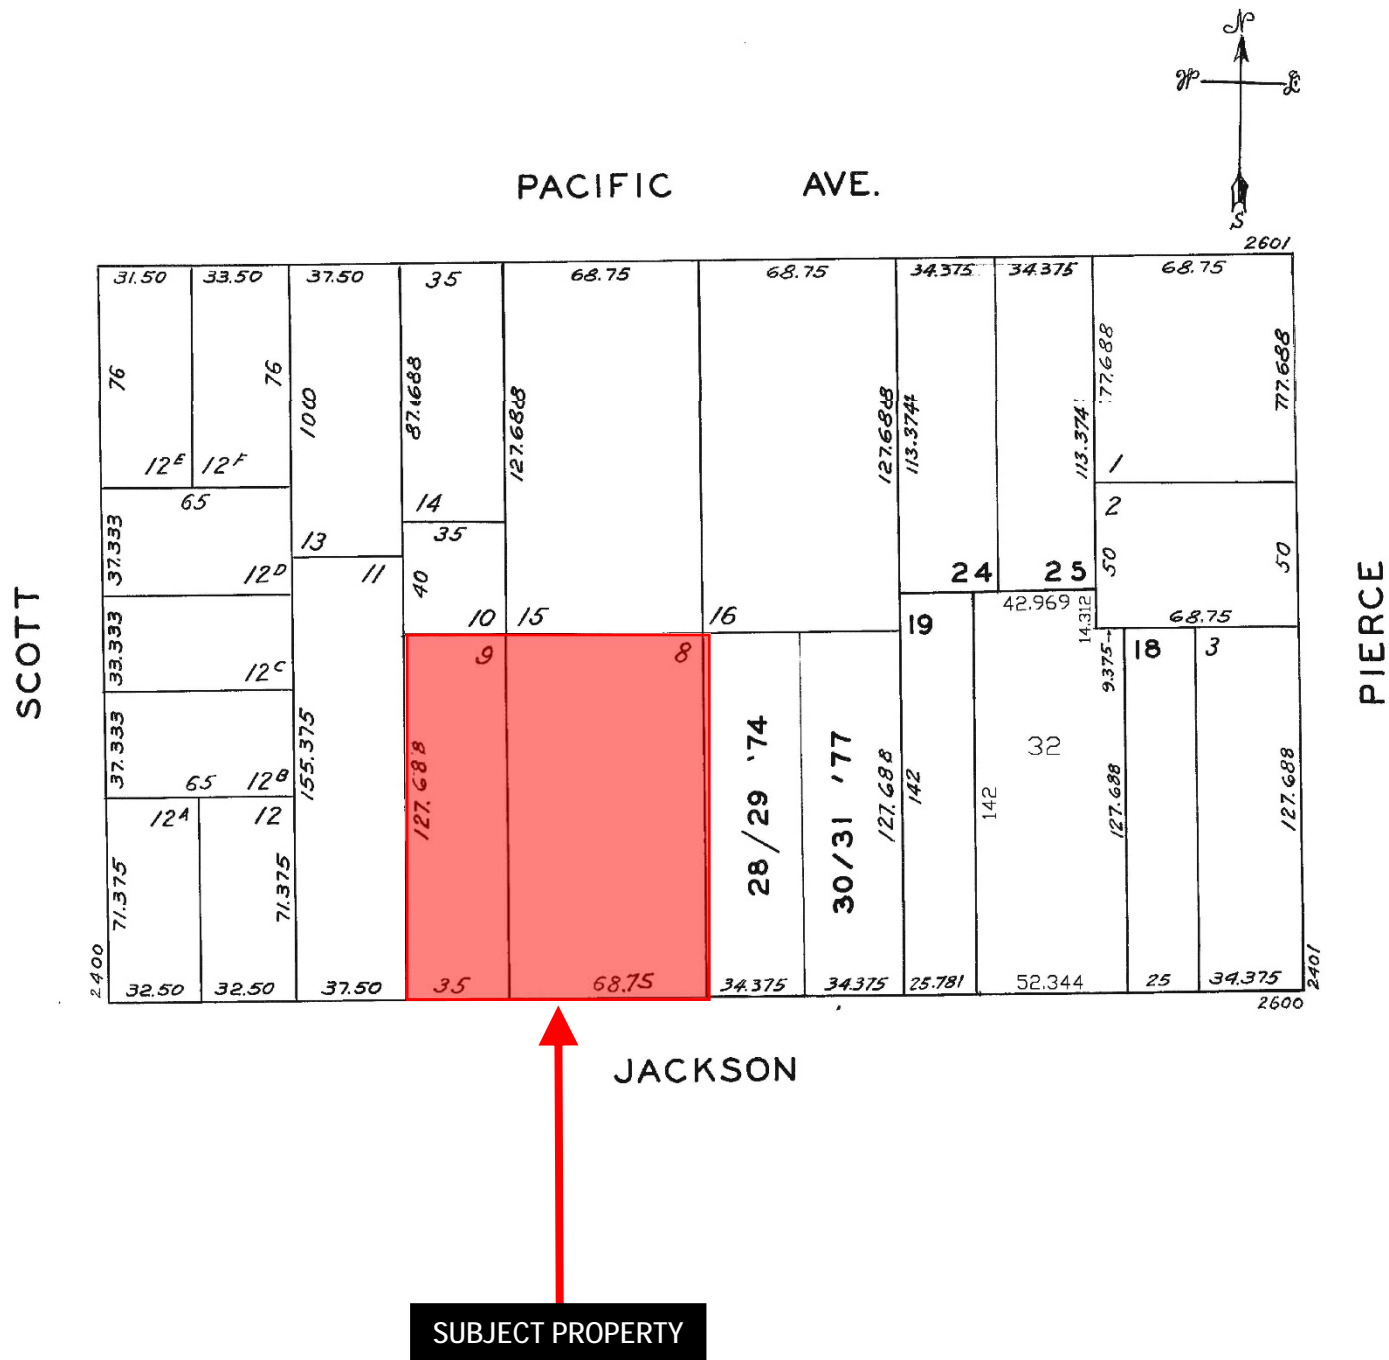 N
W E
S
PACIFIC AVE.
2601
31.50 33.50 37.50 35 68.75 68.75 34.375 34.375 68.75
76 76 100 87.688 127.688 127.688 113.374 113.374 77.688 77.688
12E 12F 14 1
65 35 2
37.333 13 11 40 50 50
12D 10 15 16 24 25
42.969 14.312 68.75
33.333 12C 9 8 19 9.375 18 3
SCOTT
PIERCE
37.333 155.375 127.688 28/29 '74 30/31 '77 127.688 142 142 32 127.688 127.688
65 12B
12A 12
71.375 71.375
2400 2401
32.50 32.50 37.50 35 68.75 34.375 34.375 25.781 52.344 25 34.375
2600
JACKSON
SUBJECT PROPERTY